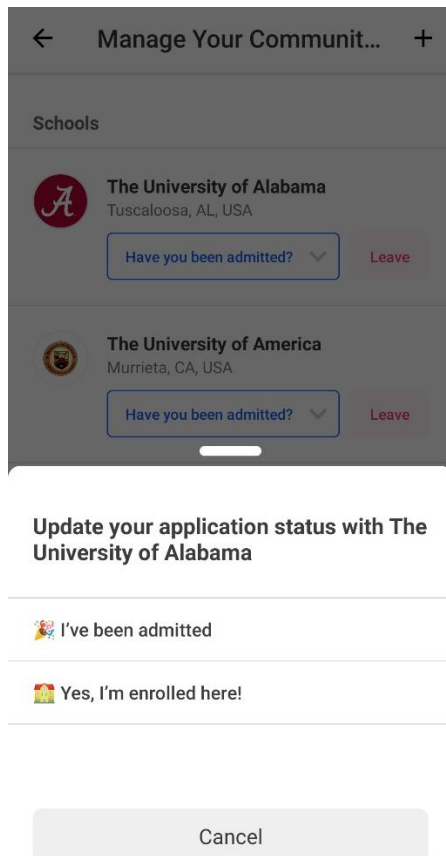 Manage Your Communit...
Schools
The University of Alabama
Tuscaloosa, AL, USA
Have you been admitted?
Leave
The University of America
Murrieta, CA, USA
Have you been admitted?
Leave
Update your application status with The
University of Alabama
🎉 I’ve been admitted
🏫 Yes, I’m enrolled here!
Cancel